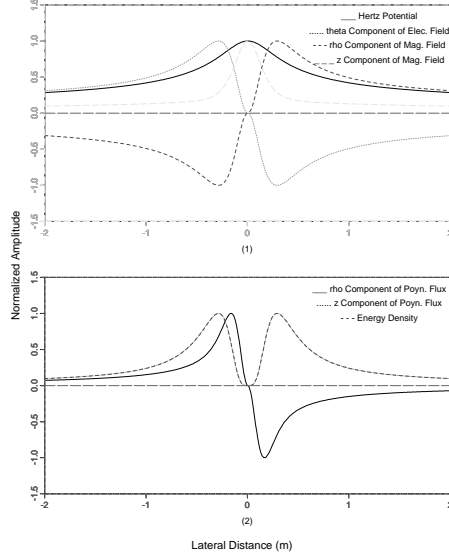 Hertz Potential
theta Component of Elec. Field
rho Component of Mag. Field
z Component of Mag. Field
1.5
1.0
0.5
0.0
-0.5
-1.0
-1.5
-2
-1
0
1
2
(1)
Normalized Amplitude
rho Component of Poyn. Flux
z Component of Poyn. Flux
Energy Density
1.5
1.0
0.5
0.0
-0.5
-1.0
-1.5
-2
-1
0
1
2
(2)
Lateral Distance (m)